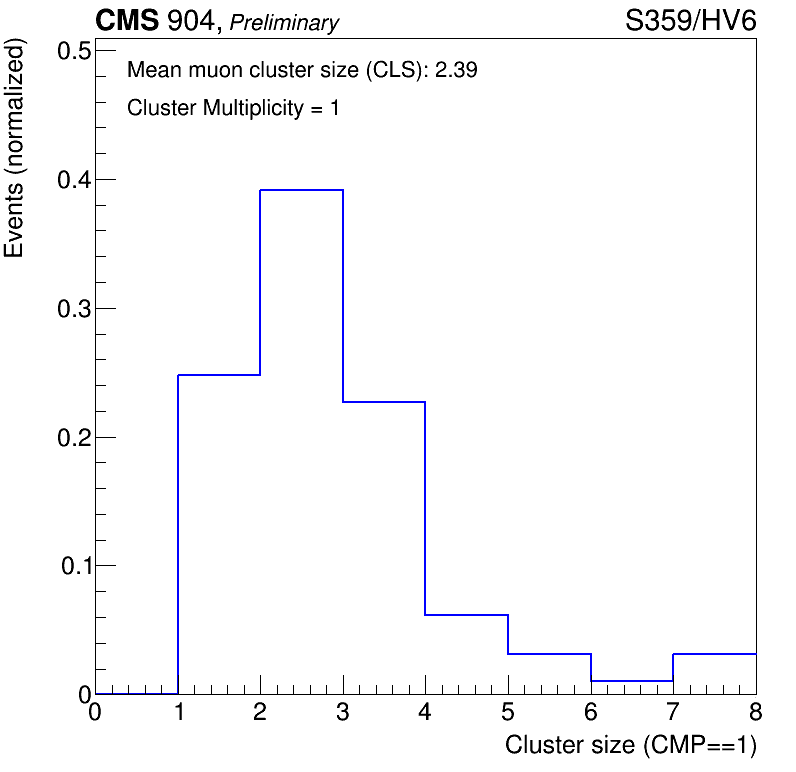 CMS 904, Preliminary S359/HV6
Events (normalized)
Mean muon cluster size (CLS): 2.39
Cluster Multiplicity = 1
0.5
0.4
0.3
0.2
0.1
0
0 1 2 3 4 5 6 7 8
Cluster size (CMP==1)